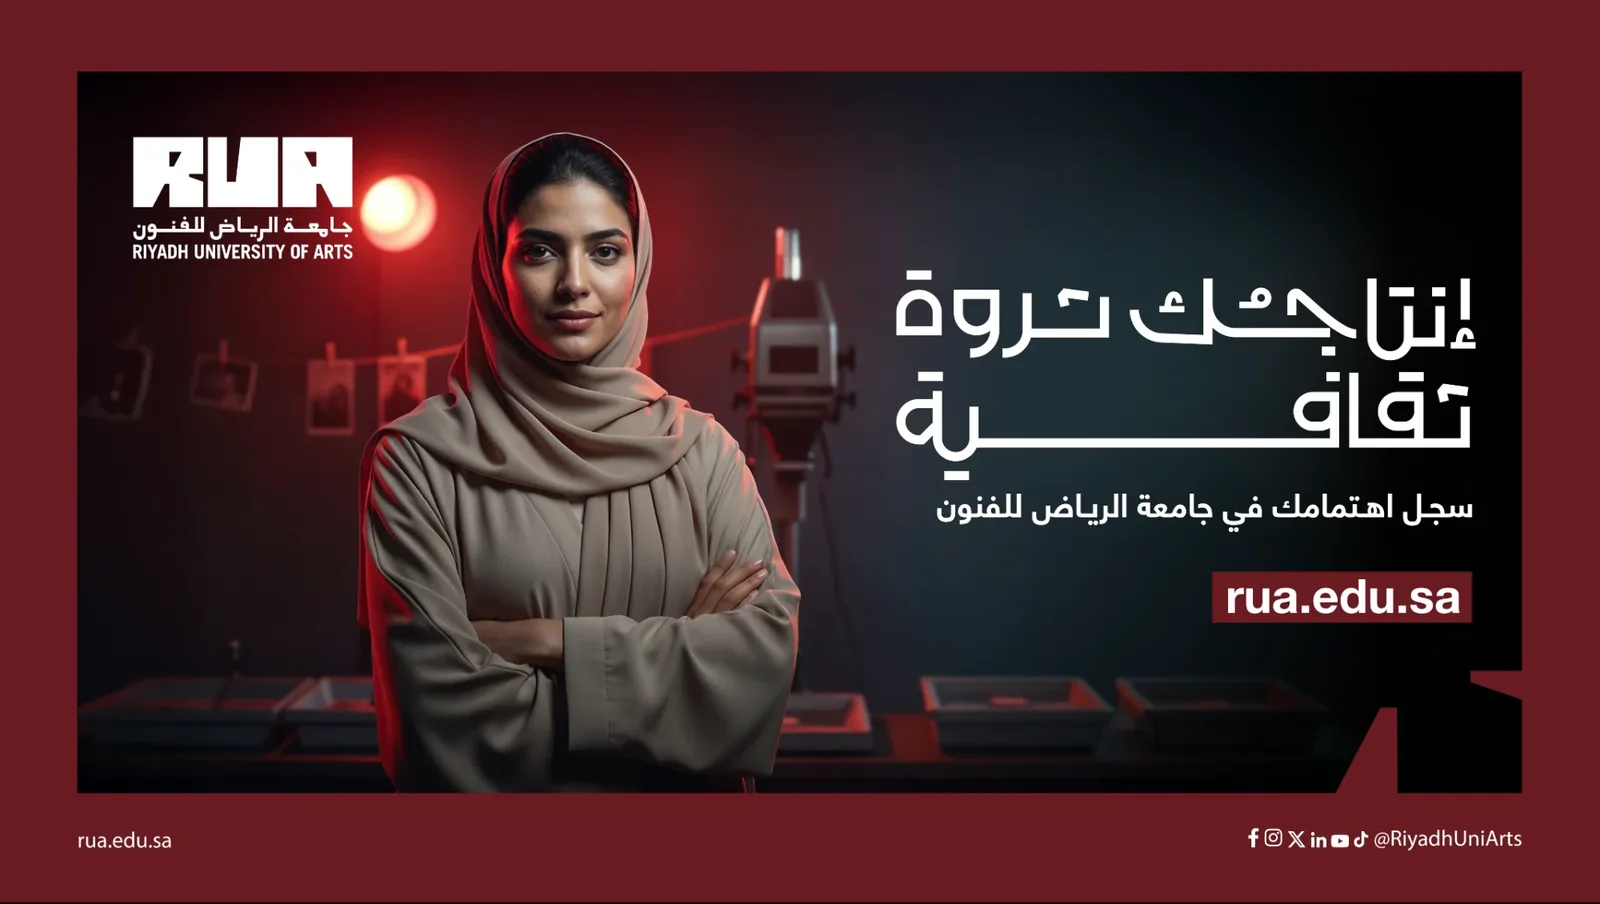 RUA
جامعة الرياض للفنون
RIYADH UNIVERSITY OF ARTS
إنتاجُك ثروة
ثقافية
سجل اهتمامك في جامعة الرياض للفنون
rua.edu.sa
rua.edu.sa
@RiyadhUniArts